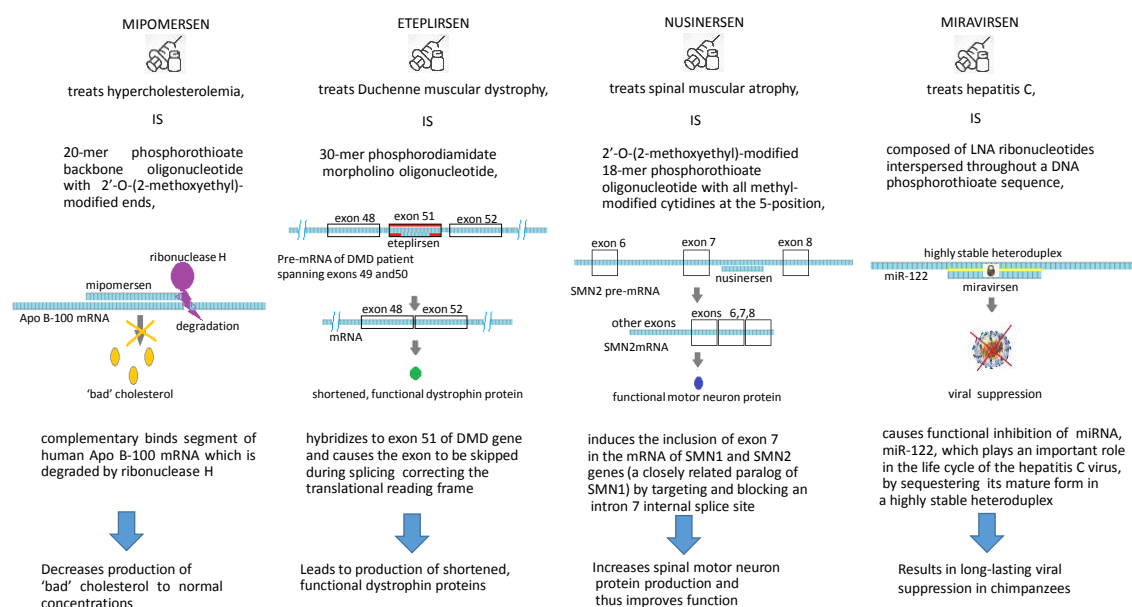 MIPOMERSEN
treats hypercholesterolemia,
IS
20-mer phosphorothioate
backbone oligonucleotide
with 2'-O-(2-methoxyethyl)-
modified ends,
ribonuclease H
mipomersen
Apo B-100 mRNA
degradation
'bad' cholesterol
complementary binds segment of
human Apo B-100 mRNA which is
degraded by ribonuclease H
Decreases production of
'bad' cholesterol to normal
concentrations
ETEPLIRSEN
treats Duchenne muscular dystrophy,
IS
30-mer phosphorodiamidate
morpholino oligonucleotide,
exon 48 exon 51 exon 52
eteplirsen
Pre-mRNA of DMD patient
spanning exons 49 and50
exon 48 exon 52
mRNA
shortened, functional dystrophin protein
hybridizes to exon 51 of DMD gene
and causes the exon to be skipped
during splicing correcting the
translational reading frame
Leads to production of shortened,
functional dystrophin proteins
NUSINERSEN
treats spinal muscular atrophy,
IS
2'-O-(2-methoxyethyl)-modified
18-mer phosphorothioate
oligonucleotide with all methyl-
modified cytidines at the 5-position,
exon 6 exon 7 exon 8
nusinersen
SMN2 pre-mRNA
other exons exons 6,7,8
SMN2mRNA
functional motor neuron protein
induces the inclusion of exon 7
in the mRNA of SMN1 and SMN2
genes (a closely related paralog of
SMN1) by targeting and blocking an
intron 7 internal splice site
Increases spinal motor neuron
protein production and
thus improves function
MIRAVIRSEN
treats hepatitis C,
IS
composed of LNA ribonucleotides
interspersed throughout a DNA
phosphorothioate sequence,
highly stable heteroduplex
miR-122
miravirsen
viral suppression
causes functional inhibition of miRNA,
miR-122, which plays an important role
in the life cycle of the hepatitis C virus,
by sequestering its mature form in
a highly stable heteroduplex
Results in long-lasting viral
suppression in chimpanzees